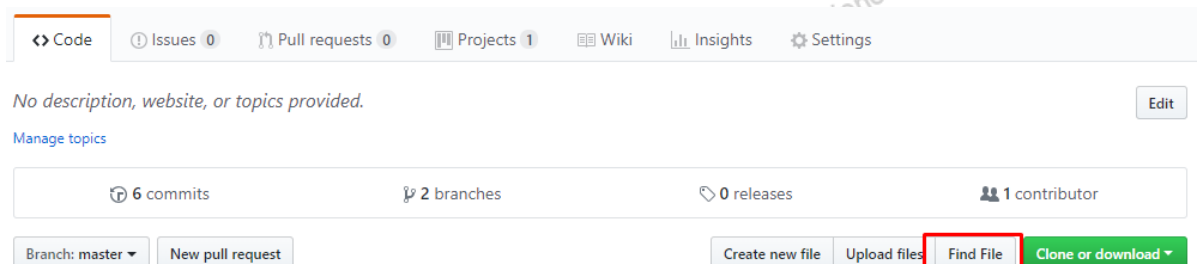 Code Issues 0 Pull requests 0 Projects 1 Wiki Insights Settings
No description, website, or topics provided. Edit
Manage topics
6 commits 2 branches 0 releases 1 contributor
Branch: master New pull request Create new file Upload files Find File Clone or download